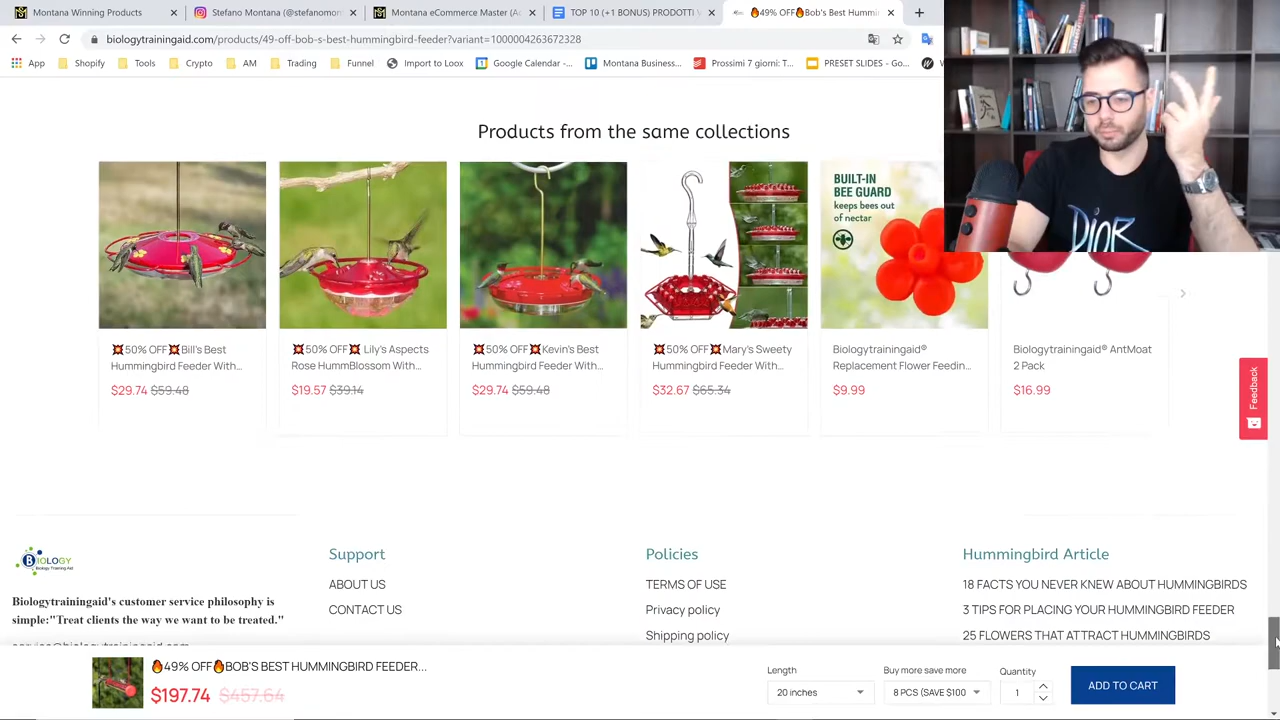 Montana Winning Products
Stefano Montana (@stefanomon
Montana eCommerce Master (Ac
TOP 10 (+1 BONUS) PRODOTTI V
🔥49% OFF🔥Bob's Best Hummin
biologytrainingaid.com/products/49-off-bob-s-best-hummingbird-feeder?variant=1000004263672328
App
Shopify
Tools
Crypto
AM
Trading
Funnel
Import to Loox
Google Calendar -...
Montana Business...
Prossimi 7 giorni: T...
PRESET SLIDES - Go...
Products from the same collections
BUILT-IN
BEE GUARD
keeps bees out
of nectar
DIOR
💥50% OFF💥Bill's Best
Hummingbird Feeder With...
$29.74 $59.48
💥50% OFF💥 Lily's Aspects
Rose HummBlossom With...
$19.57 $39.14
💥50% OFF💥Kevin's Best
Hummingbird Feeder With...
$29.74 $59.48
💥50% OFF💥Mary's Sweety
Hummingbird Feeder With...
$32.67 $65.34
Biologytrainingaid®
Replacement Flower Feedin...
$9.99
Biologytrainingaid® AntMoat
2 Pack
$16.99
Feedback
BIOLOGY
Biology Training Aid
Biologytrainingaid's customer service philosophy is
simple:"Treat clients the way we want to be treated."
Support
ABOUT US
CONTACT US
Policies
TERMS OF USE
Privacy policy
Shipping policy
Hummingbird Article
18 FACTS YOU NEVER KNEW ABOUT HUMMINGBIRDS
3 TIPS FOR PLACING YOUR HUMMINGBIRD FEEDER
25 FLOWERS THAT ATTRACT HUMMINGBIRDS
🔥49% OFF🔥BOB'S BEST HUMMINGBIRD FEEDER...
$197.74 $457.64
Length
20 inches
Buy more save more
8 PCS (SAVE $100
Quantity
1
ADD TO CART